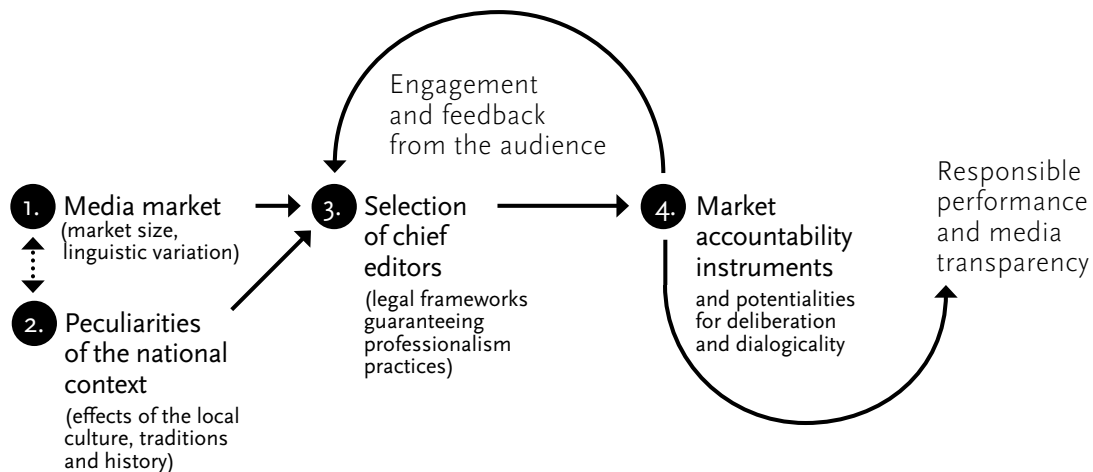 Engagement
and feedback
from the audience
1. Media market
(market size,
linguistic variation)
2. Peculiarities
of the national
context
(effects of the local
culture, traditions
and history)
3. Selection
of chief
editors
(legal frameworks
guaranteeing
professionalism
practices)
4. Market
accountability
instruments
and potentialities
for deliberation
and dialogicality
Responsible
performance
and media
transparency